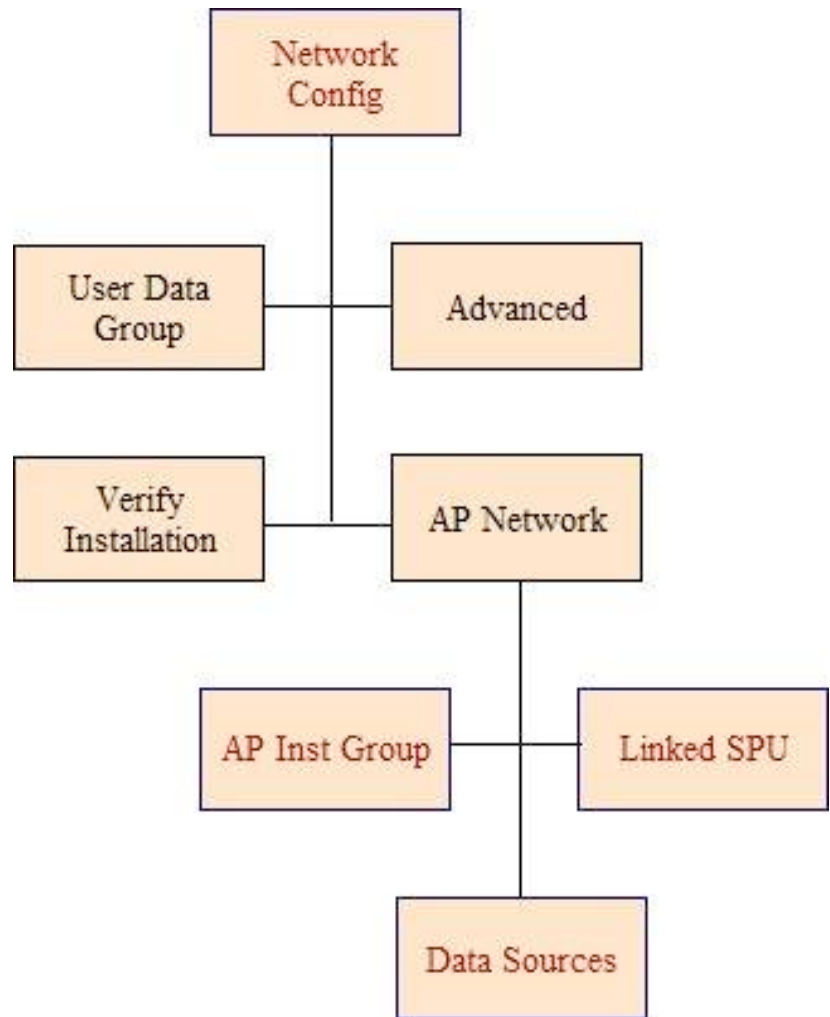 Network
Config
User Data
Group
Advanced
Verify
Installation
AP Network
AP Inst Group
Linked SPU
Data Sources